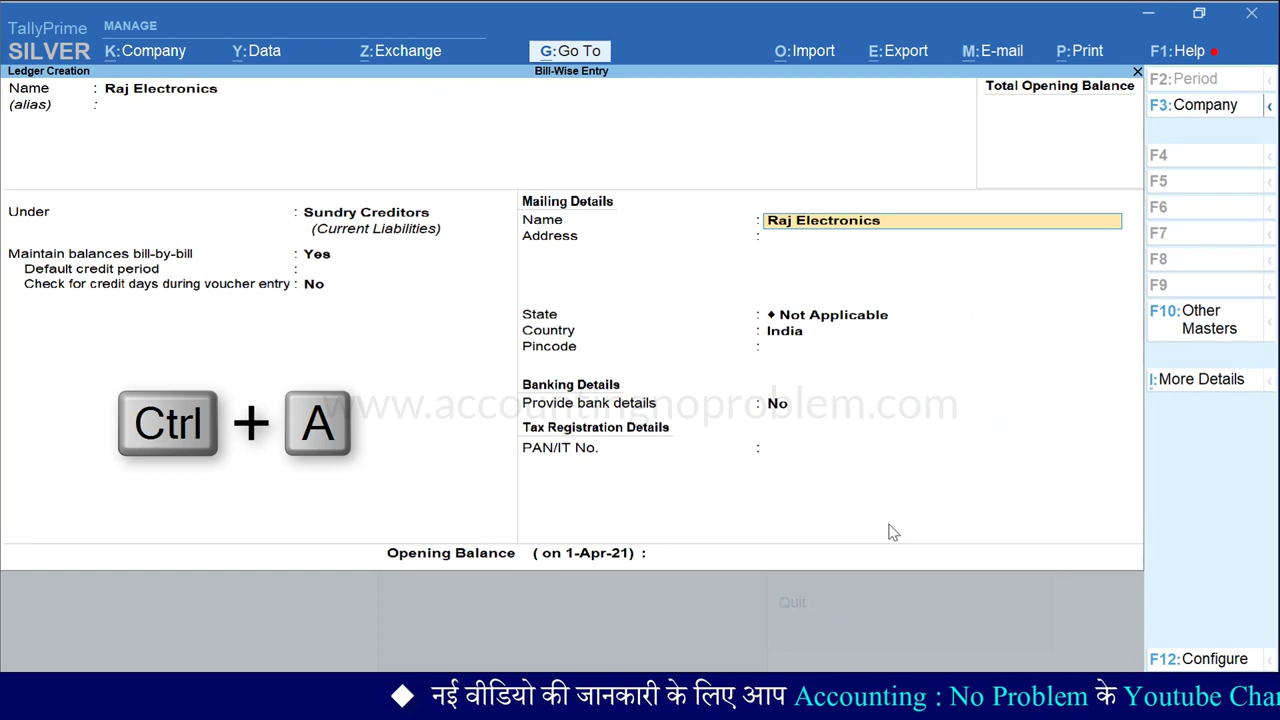 TallyPrime MANAGE
SILVER K:Company Y:Data Z:Exchange G:Go To O:Import E:Export M:E-mail P:Print F1:Help
Ledger Creation Bill-Wise Entry
Name : Raj Electronics Total Opening Balance
(alias) :
Under : Sundry Creditors
(Current Liabilities)
Maintain balances bill-by-bill : Yes
Default credit period :
Check for credit days during voucher entry : No
Mailing Details
Name : Raj Electronics
Address :
State : ♦ Not Applicable
Country : India
Pincode :
Banking Details
Provide bank details : No
Tax Registration Details
PAN/IT No. :
www.accountingnoproblem.com
Ctrl + A
Opening Balance ( on 1-Apr-21) :
Quit
F2:Period
F3:Company
F4
F5
F6
F7
F8
F9
F10:Other
Masters
I:More Details
F12:Configure
◆ नई वीडियो की जानकारी के लिए आप Accounting : No Problem के Youtube